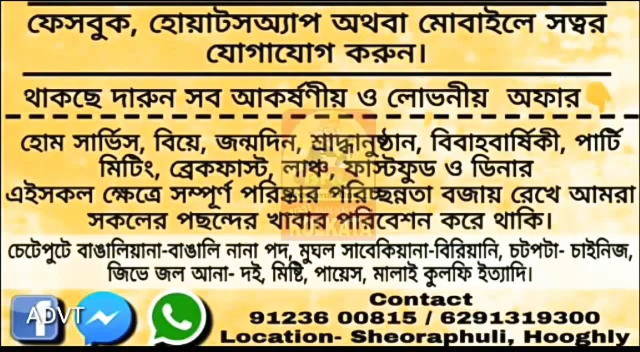 ফেসবুক, হোয়াটসঅ্যাপ অথবা মোবাইলে সত্বর
যোগাযোগ করুন।
থাকছে দারুন সব আকর্ষণীয় ও লোভনীয় অফার
হোম সার্ভিস, বিয়ে, জন্মদিন, শ্রাদ্ধানুষ্ঠান, বিবাহবার্ষিকী, পার্টি
মিটিং, ব্রেকফাস্ট, লাঞ্চ, ফাস্টফুড ও ডিনার
এইসকল ক্ষেত্রে সম্পূর্ণ পরিষ্কার পরিচ্ছন্নতা বজায় রেখে আমরা
সকলের পছন্দের খাবার পরিবেশন করে থাকি।
চেটেপুটে বাঙালিয়ানা-বাঙালি নানা পদ, মুঘল সাবেকিয়ানা-বিরিয়ানি, চটপটা- চাইনিজ,
জিভে জল আনা- দই, মিষ্টি, পায়েস, মালাই কুলফি ইত্যাদি।
Contact
91236 00815 / 6291319300
Location- Sheoraphuli, Hooghly
ADVT